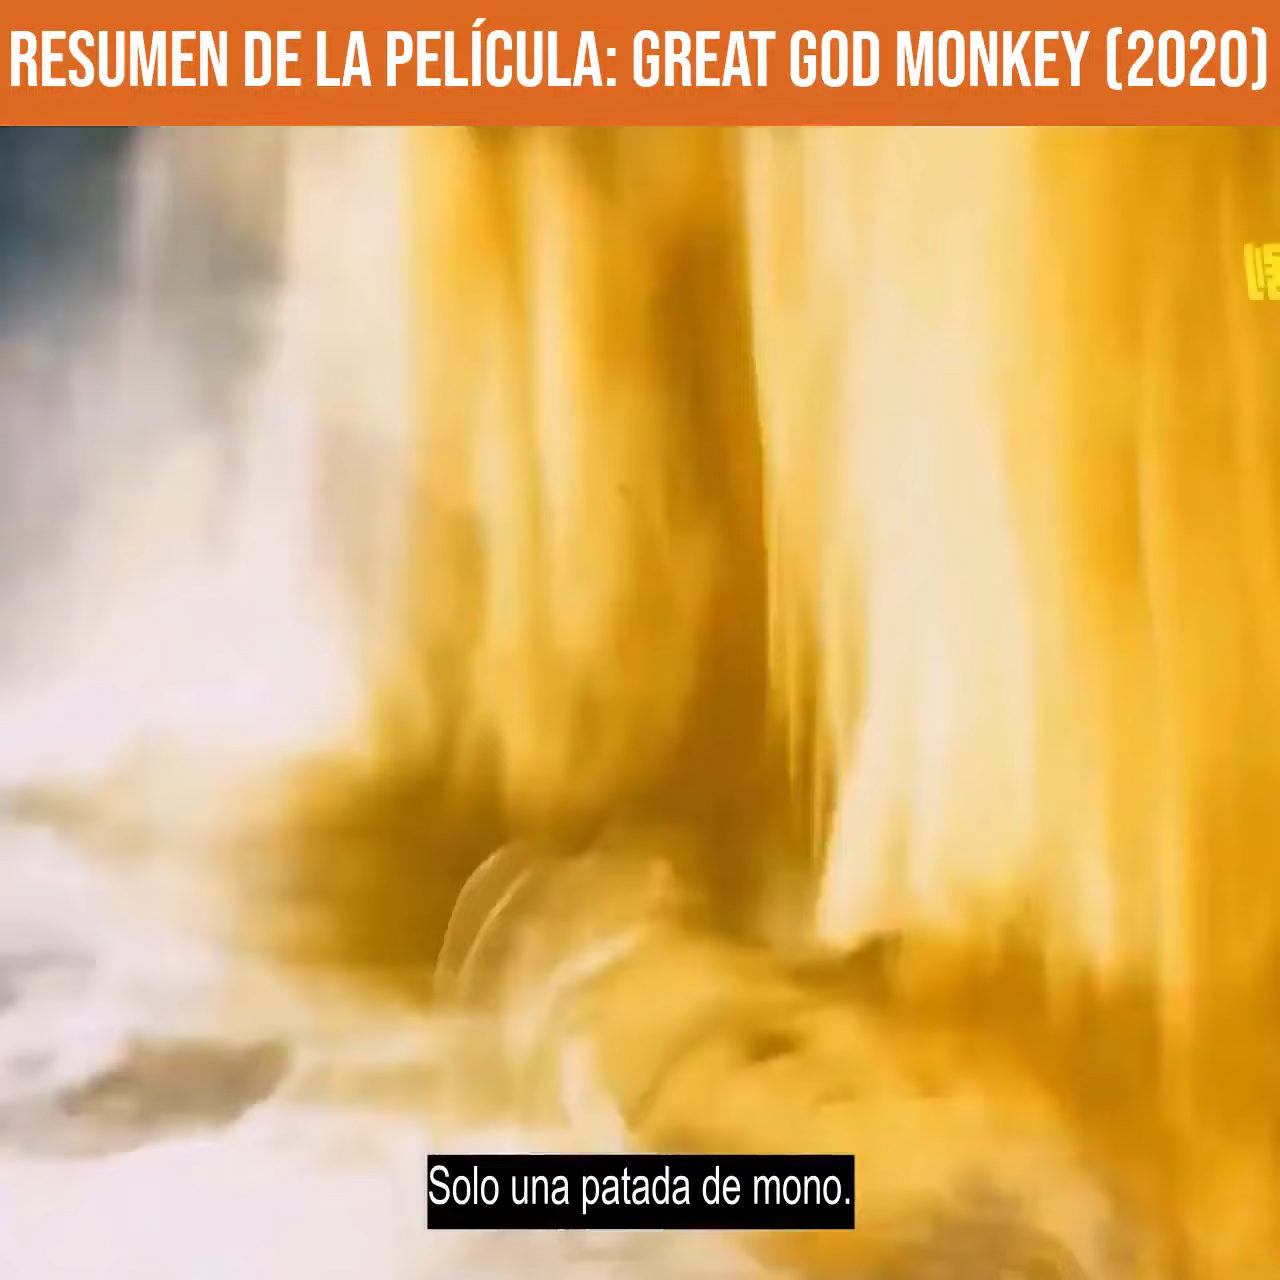 RESUMEN DE LA PELÍCULA: GREAT GOD MONKEY (2020)
Solo una patada de mono.